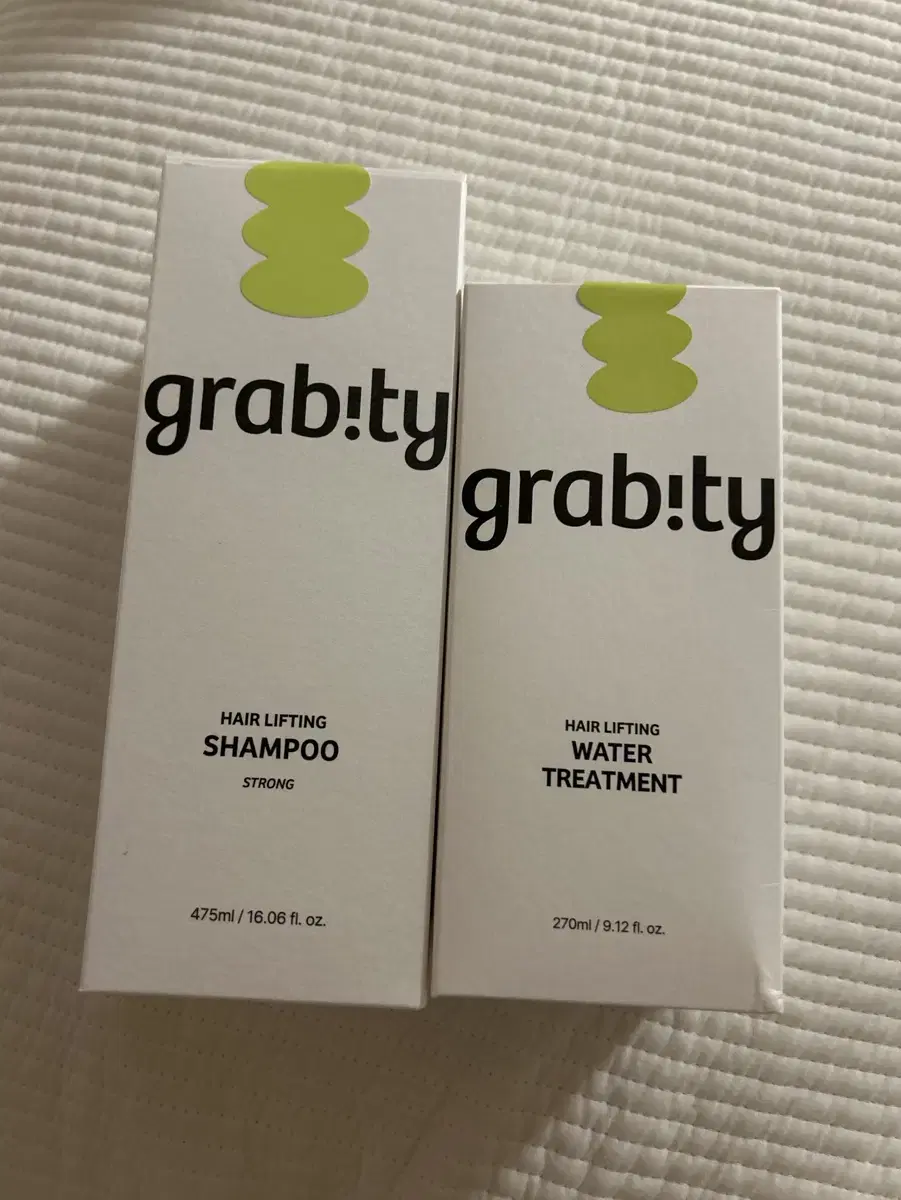 grab!ty
HAIR LIFTING
SHAMPOO
STRONG
475ml / 16.06 fl. oz.
grab!ty
HAIR LIFTING
WATER
TREATMENT
270ml / 9.12 fl. oz.